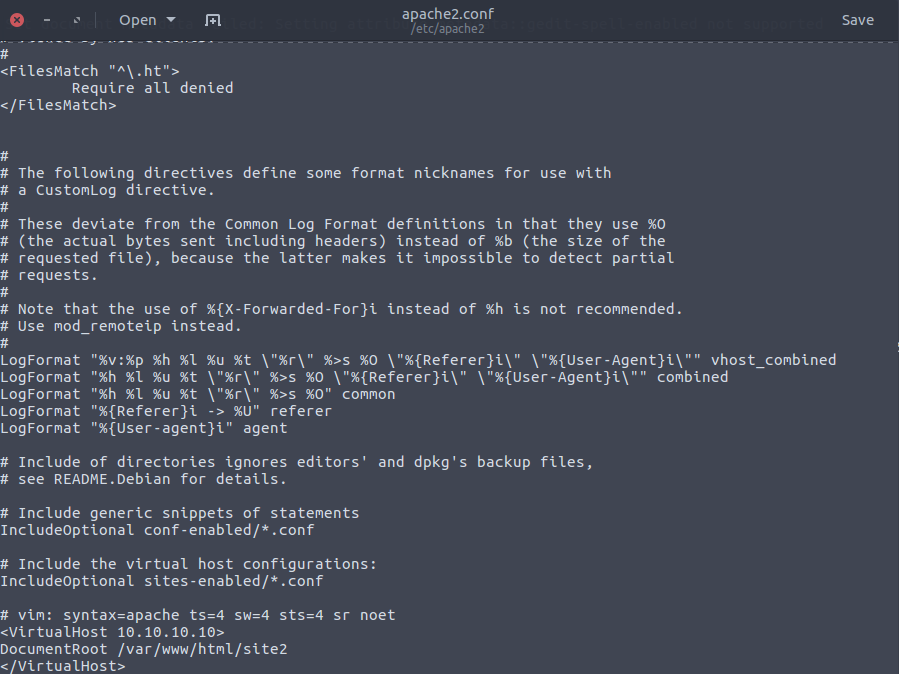 Open
apache2.conf
/etc/apache2
Save
#
<FilesMatch "^\.ht">
        Require all denied
</FilesMatch>
#
# The following directives define some format nicknames for use with
# a CustomLog directive.
#
# These deviate from the Common Log Format definitions in that they use %O
# (the actual bytes sent including headers) instead of %b (the size of the
# requested file), because the latter makes it impossible to detect partial
# requests.
#
# Note that the use of %{X-Forwarded-For}i instead of %h is not recommended.
# Use mod_remoteip instead.
#
LogFormat "%v:%p %h %l %u %t \"%r\" %>s %O \"%{Referer}i\" \"%{User-Agent}i\"" vhost_combined
LogFormat "%h %l %u %t \"%r\" %>s %O \"%{Referer}i\" \"%{User-Agent}i\"" combined
LogFormat "%h %l %u %t \"%r\" %>s %O" common
LogFormat "%{Referer}i -> %U" referer
LogFormat "%{User-agent}i" agent

# Include of directories ignores editors' and dpkg's backup files,
# see README.Debian for details.

# Include generic snippets of statements
IncludeOptional conf-enabled/*.conf

# Include the virtual host configurations:
IncludeOptional sites-enabled/*.conf

# vim: syntax=apache ts=4 sw=4 sts=4 sr noet
<VirtualHost 10.10.10.10>
DocumentRoot /var/www/html/site2
</VirtualHost>